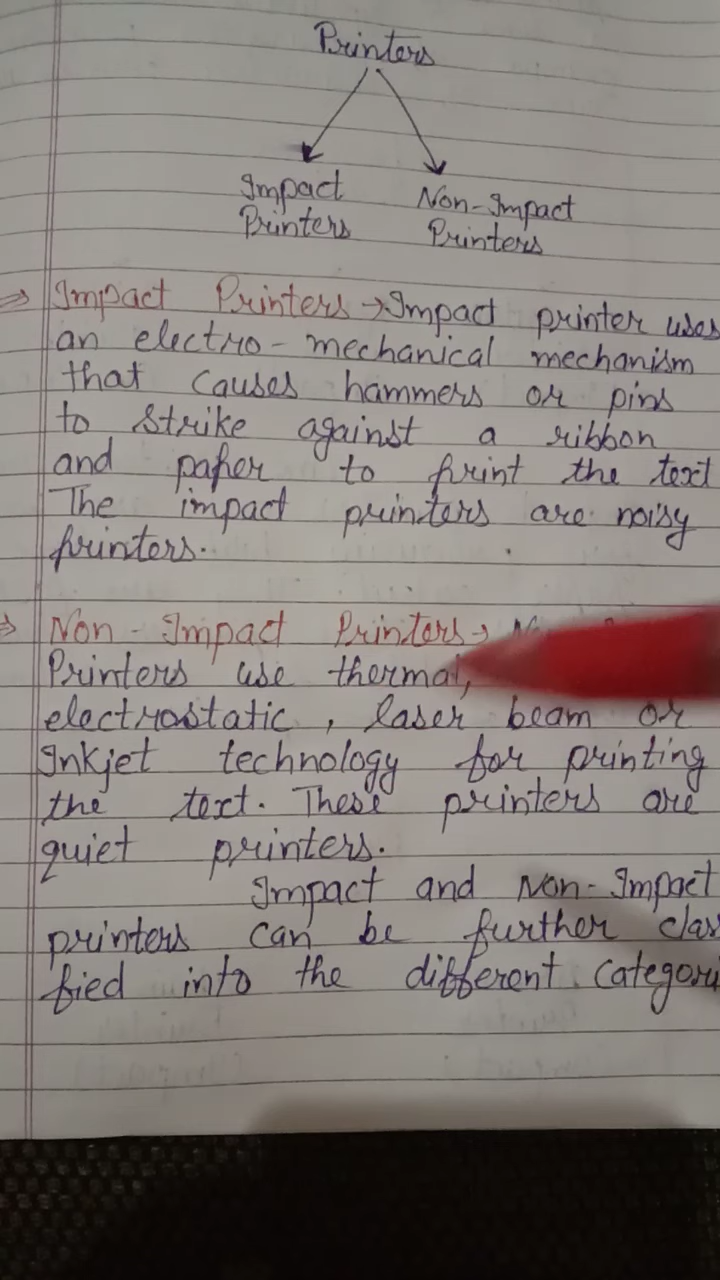 Printers
Impact Non-Impact
Printers Printers
⇒ Impact Printers → Impact printer uses
an electro-mechanical mechanism
that causes hammers or pins
to strike against a ribbon
and paper to print the text
The impact printers are noisy
printers.
⇒ Non-Impact Printers →
Printers use thermal,
electrostatic, laser beam or
Inkjet technology for printing
the text. These printers are
quiet printers.
Impact and Non-Impact
printers can be further clas
fied into the different categori